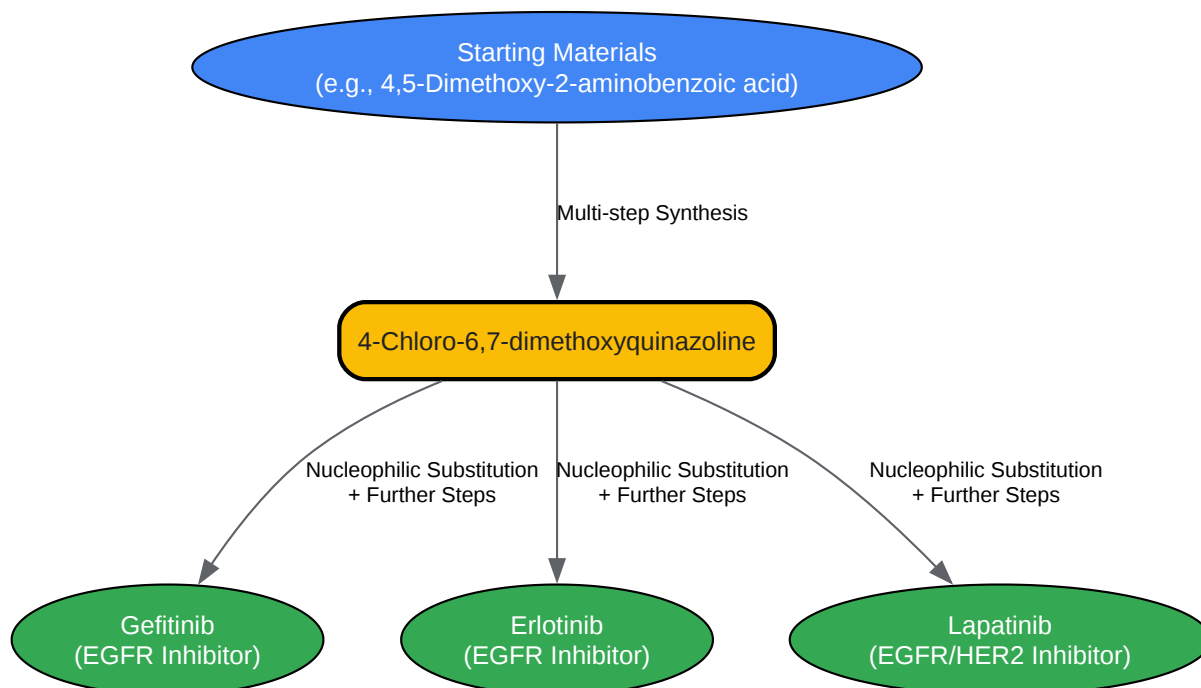 Starting Materials
(e.g., 4,5-Dimethoxy-2-aminobenzoic acid)
Multi-step Synthesis
4-Chloro-6,7-dimethoxyquinazoline
Nucleophilic Substitution
+ Further Steps
Nucleophilic Substitution
+ Further Steps
Nucleophilic Substitution
+ Further Steps
Gefitinib
(EGFR Inhibitor)
Erlotinib
(EGFR Inhibitor)
Lapatinib
(EGFR/HER2 Inhibitor)